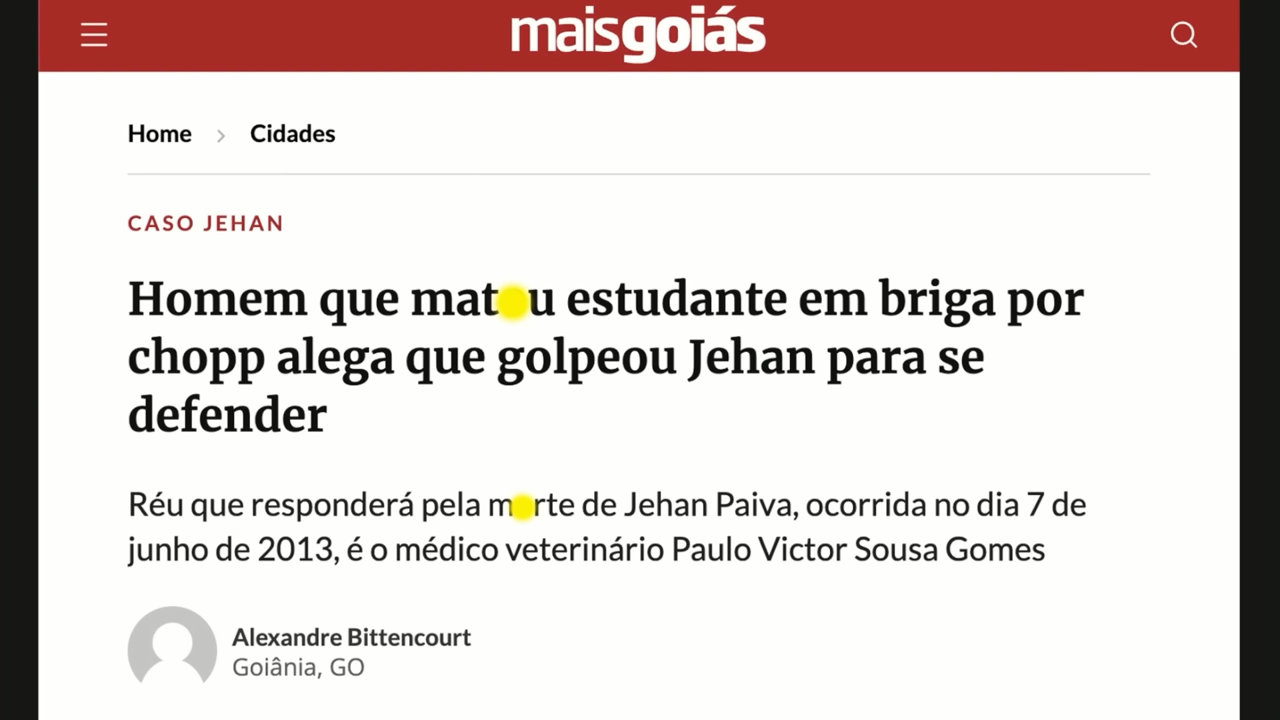 maisgoiás
Home > Cidades
CASO JEHAN
Homem que mat u estudante em briga por
chopp alega que golpeou Jehan para se
defender
Réu que responderá pela m rte de Jehan Paiva, ocorrida no dia 7 de
junho de 2013, é o médico veterinário Paulo Victor Sousa Gomes
Alexandre Bittencourt
Goiânia, GO